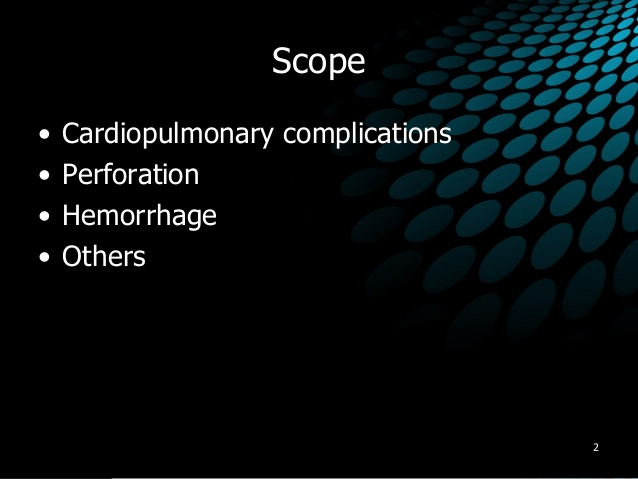 Scope
• Cardiopulmonary complications
• Perforation
• Hemorrhage
• Others
2